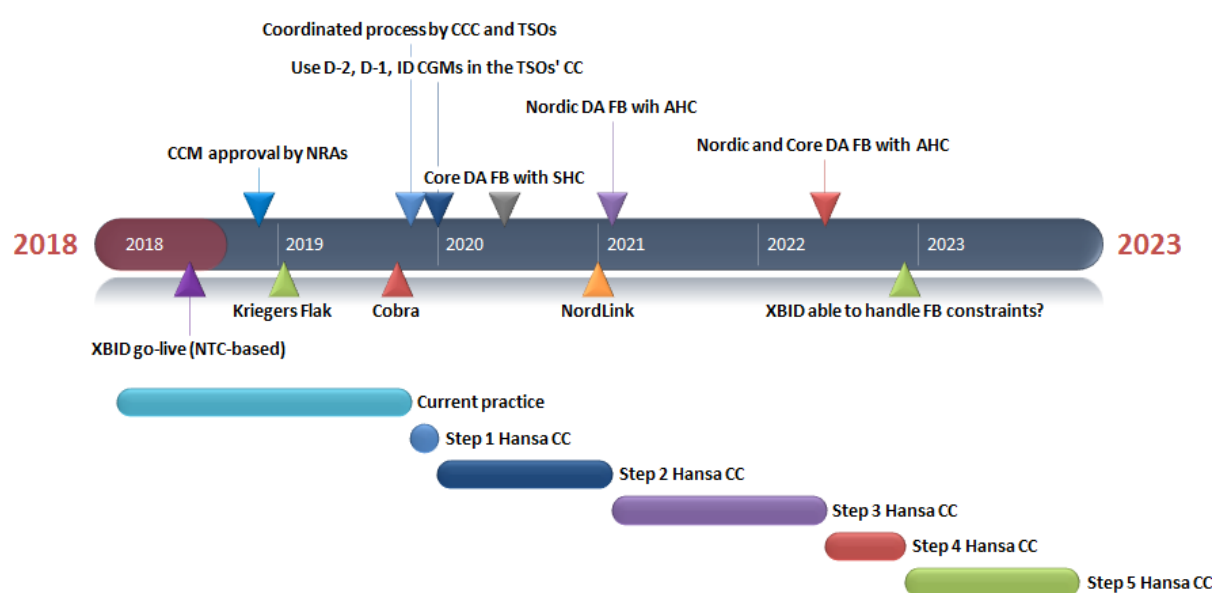 Coordinated process by CCC and TSOs
Use D-2, D-1, ID CGMs in the TSOs' CC
Nordic DA FB wih AHC
Nordic and Core DA FB with AHC
CCM approval by NRAs
Core DA FB with SHC
2018
2018
2019
2020
2021
2022
2023
2023
Kriegers Flak
Cobra
NordLink
XBID able to handle FB constraints?
XBID go-live (NTC-based)
Current practice
Step 1 Hansa CC
Step 2 Hansa CC
Step 3 Hansa CC
Step 4 Hansa CC
Step 5 Hansa CC